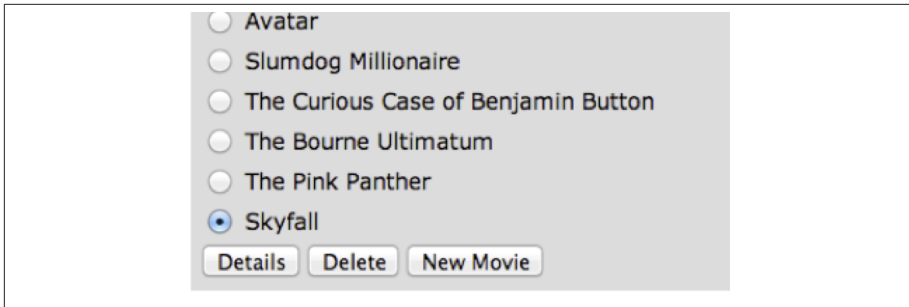 Avatar
Slumdog Millionaire
The Curious Case of Benjamin Button
The Bourne Ultimatum
The Pink Panther
Skyfall
Details Delete New Movie